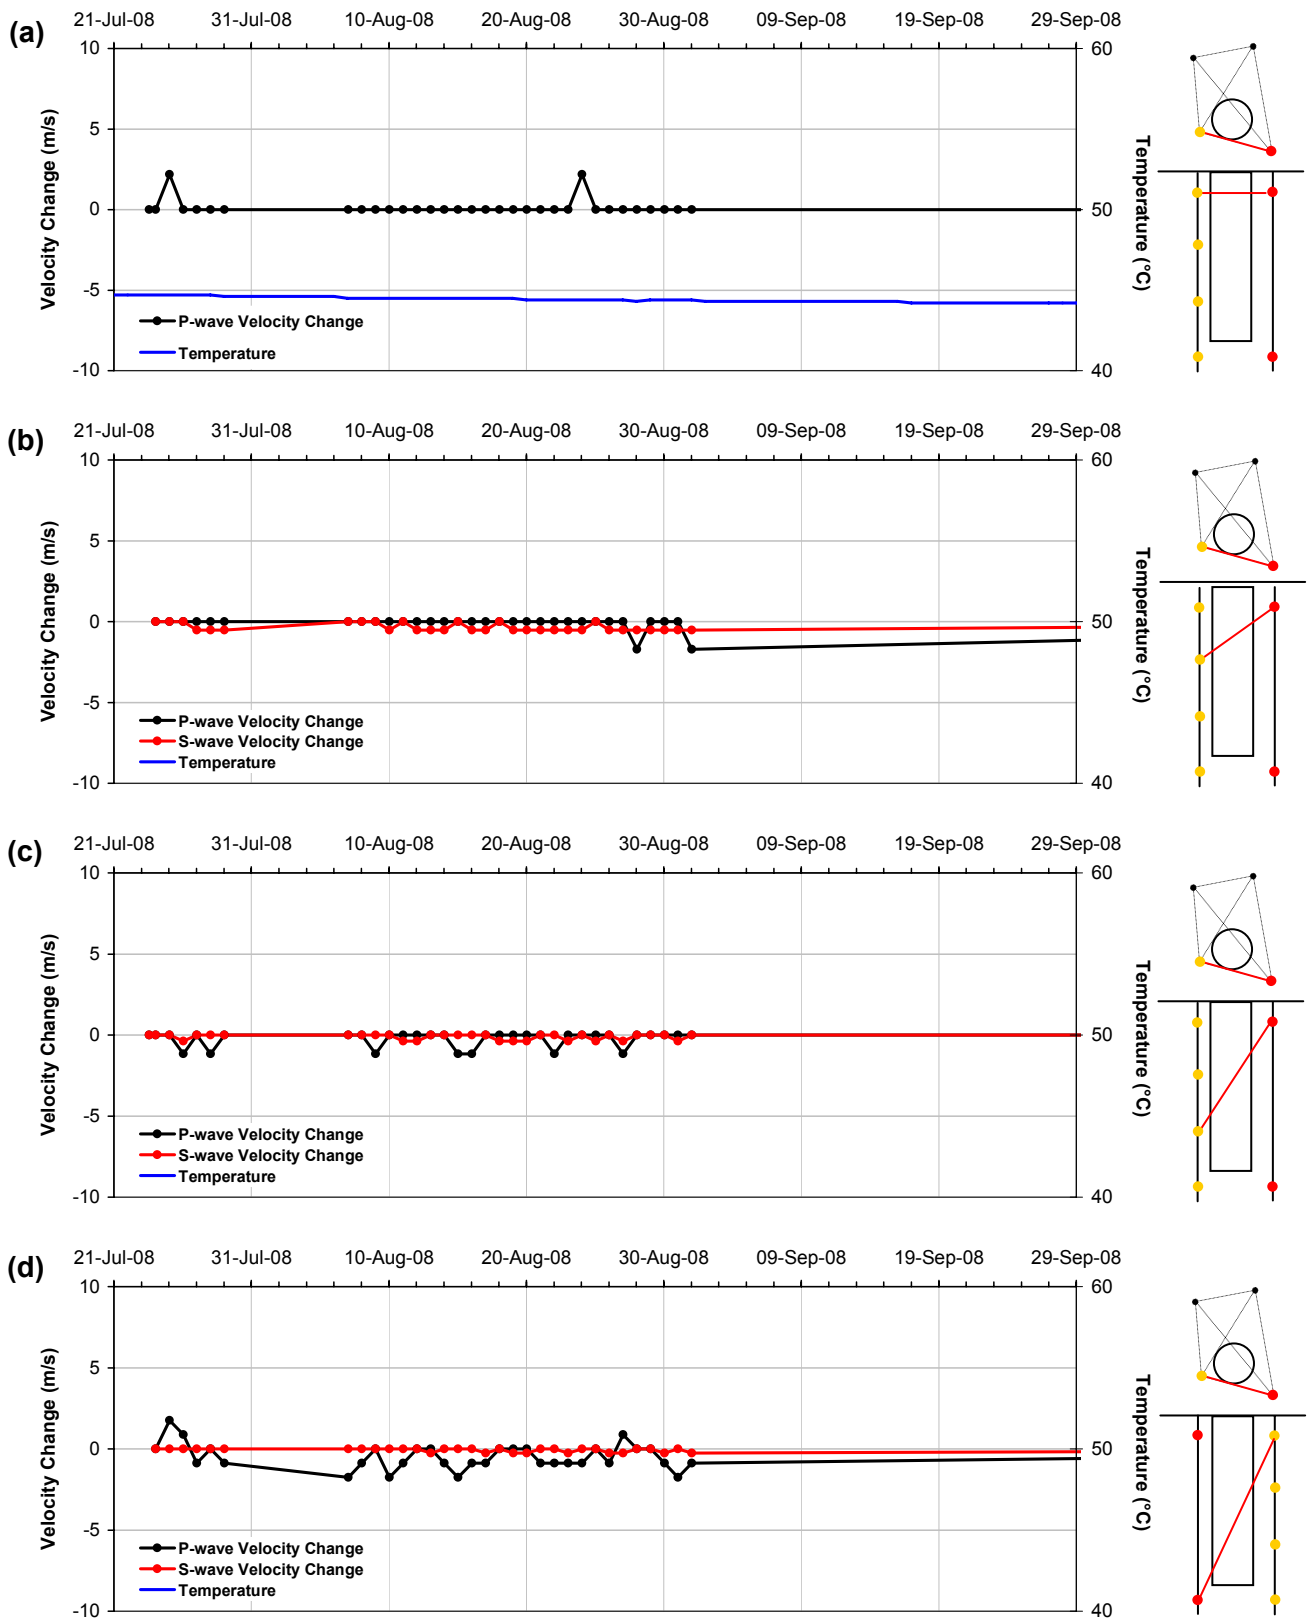 (a)
21-Jul-08 31-Jul-08 10-Aug-08 20-Aug-08 30-Aug-08 09-Sep-08 19-Sep-08 29-Sep-08
10 60
5 55
0 50
-5 45
-10 40
Velocity Change (m/s)
Temperature (°C)
P-wave Velocity Change
Temperature
(b)
21-Jul-08 31-Jul-08 10-Aug-08 20-Aug-08 30-Aug-08 09-Sep-08 19-Sep-08 29-Sep-08
10 60
5 55
0 50
-5 45
-10 40
Velocity Change (m/s)
Temperature (°C)
P-wave Velocity Change
S-wave Velocity Change
Temperature
(c)
21-Jul-08 31-Jul-08 10-Aug-08 20-Aug-08 30-Aug-08 09-Sep-08 19-Sep-08 29-Sep-08
10 60
5 55
0 50
-5 45
-10 40
Velocity Change (m/s)
Temperature (°C)
P-wave Velocity Change
S-wave Velocity Change
Temperature
(d)
21-Jul-08 31-Jul-08 10-Aug-08 20-Aug-08 30-Aug-08 09-Sep-08 19-Sep-08 29-Sep-08
10 60
5 55
0 50
-5 45
-10 40
Velocity Change (m/s)
Temperature (°C)
P-wave Velocity Change
S-wave Velocity Change
Temperature